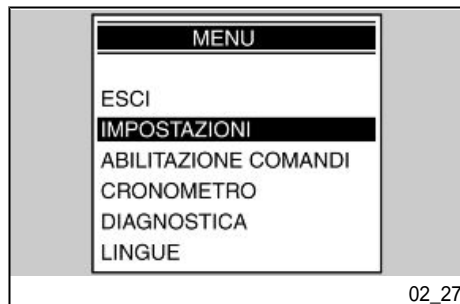 MENU
ESCI
IMPOSTAZIONI
ABILITAZIONE COMANDI
CRONOMETRO
DIAGNOSTICA
LINGUE
02_27